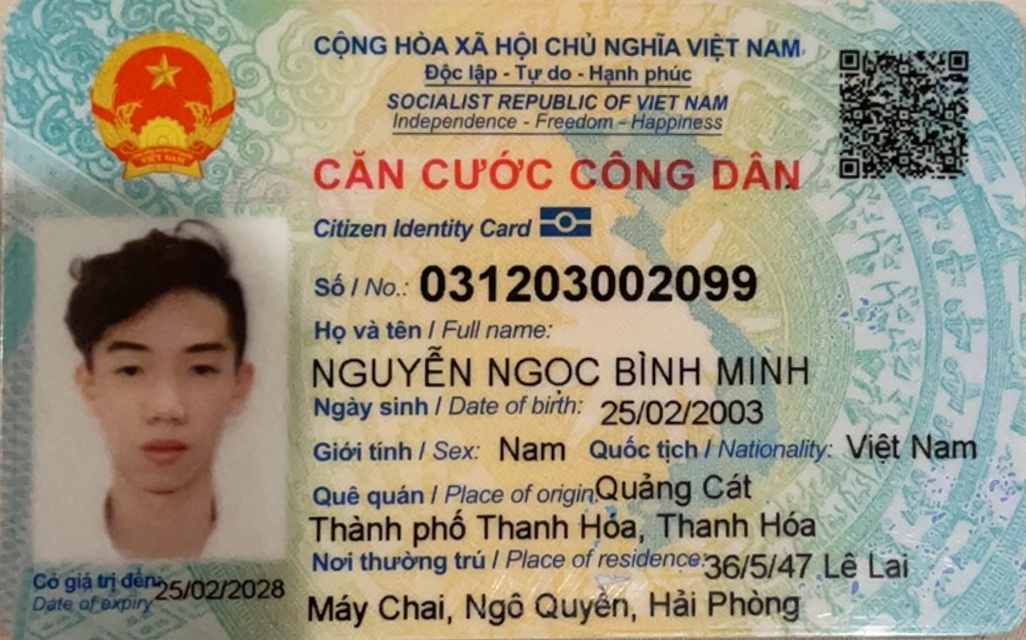 CỘNG HÒA XÃ HỘI CHỦ NGHĨA VIỆT NAM
Độc lập - Tự do - Hạnh phúc
SOCIALIST REPUBLIC OF VIET NAM
Independence - Freedom - Happiness
CĂN CƯỚC CÔNG DÂN
Citizen Identity Card
Số / No.: 031203002099
Họ và tên / Full name:
NGUYỄN NGỌC BÌNH MINH
Ngày sinh / Date of birth: 25/02/2003
Giới tính / Sex: Nam Quốc tịch / Nationality: Việt Nam
Quê quán / Place of origin: Quảng Cát
Thành phố Thanh Hóa, Thanh Hóa
Nơi thường trú / Place of residence: 36/5/47 Lê Lai
Máy Chai, Ngô Quyền, Hải Phòng
Có giá trị đến: 25/02/2028
Date of expiry
VIỆT NAM